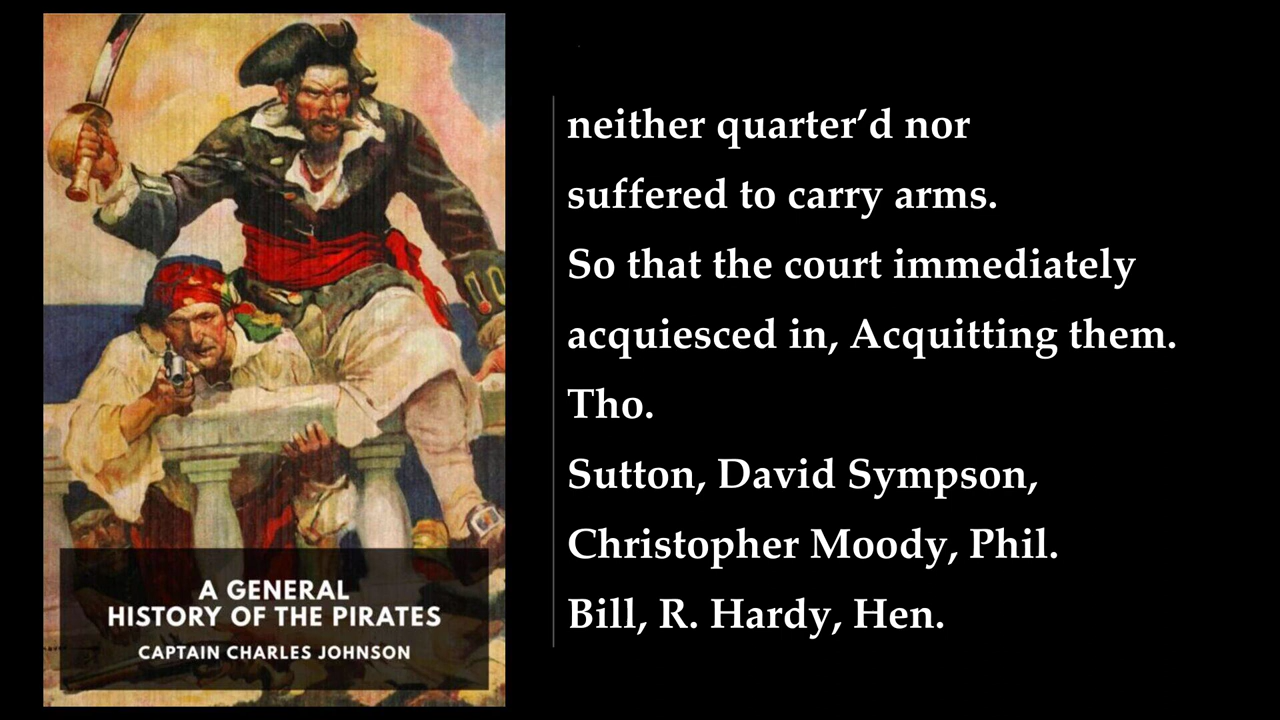 A GENERAL
HISTORY OF THE PIRATES
CAPTAIN CHARLES JOHNSON
neither quarter’d nor
suffered to carry arms.
So that the court immediately
acquiesced in, Acquitting them.
Tho.
Sutton, David Sympson,
Christopher Moody, Phil.
Bill, R. Hardy, Hen.